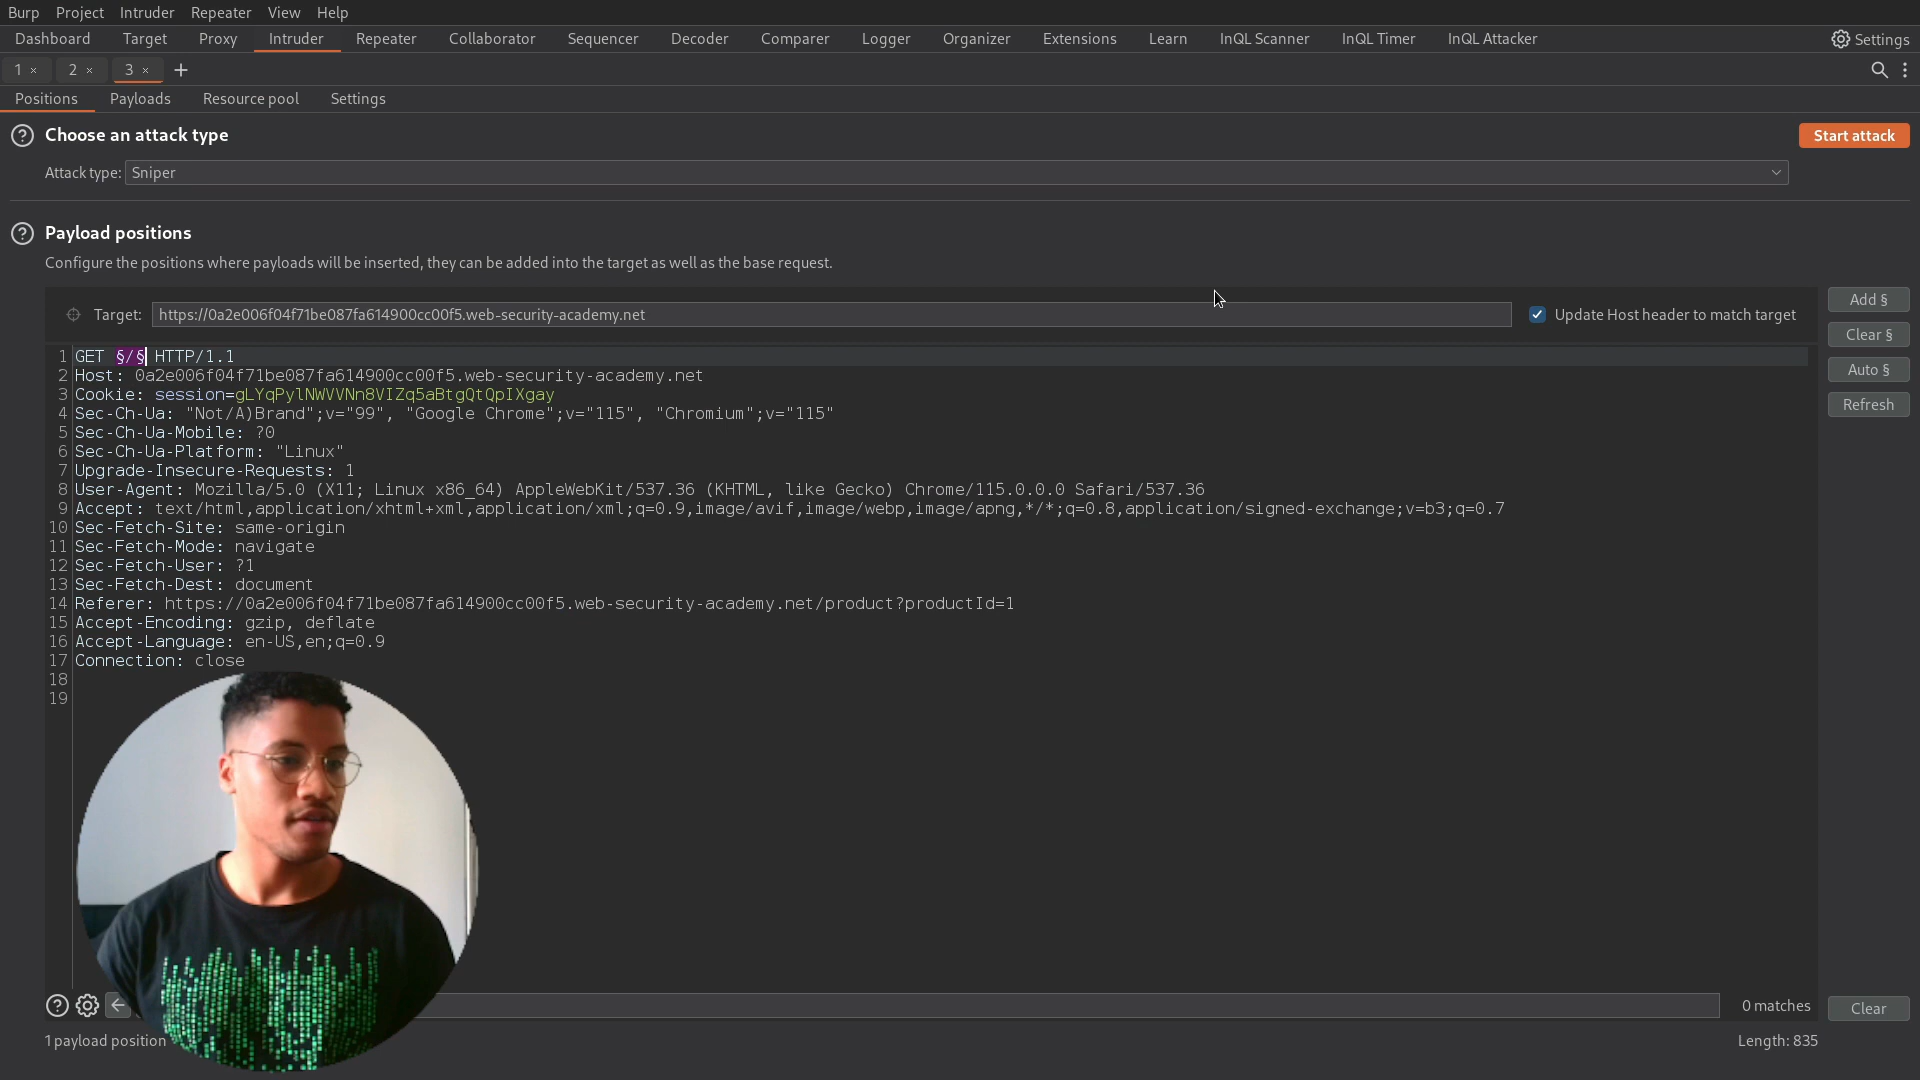 Burp Project Intruder Repeater View Help
Dashboard Target Proxy Intruder Repeater Collaborator Sequencer Decoder Comparer Logger Organizer Extensions Learn InQL Scanner InQL Timer InQL Attacker Settings
1 × 2 × 3 × +
Positions Payloads Resource pool Settings
? Choose an attack type Start attack
Attack type: Sniper
? Payload positions
Configure the positions where payloads will be inserted, they can be added into the target as well as the base request.
Add §
Target: https://0a2e006f04f71be087fa614900cc00f5.web-security-academy.net Update Host header to match target
Clear §
1 GET §/§ HTTP/1.1
Auto §
2 Host: 0a2e006f04f71be087fa614900cc00f5.web-security-academy.net
3 Cookie: session=gLYqPylNWVVNn8VIZq5aBtgQtQpIXgay
Refresh
4 Sec-Ch-Ua: "Not/A)Brand";v="99", "Google Chrome";v="115", "Chromium";v="115"
5 Sec-Ch-Ua-Mobile: ?0
6 Sec-Ch-Ua-Platform: "Linux"
7 Upgrade-Insecure-Requests: 1
8 User-Agent: Mozilla/5.0 (X11; Linux x86_64) AppleWebKit/537.36 (KHTML, like Gecko) Chrome/115.0.0.0 Safari/537.36
9 Accept: text/html,application/xhtml+xml,application/xml;q=0.9,image/avif,image/webp,image/apng,*/*;q=0.8,application/signed-exchange;v=b3;q=0.7
10 Sec-Fetch-Site: same-origin
11 Sec-Fetch-Mode: navigate
12 Sec-Fetch-User: ?1
13 Sec-Fetch-Dest: document
14 Referer: https://0a2e006f04f71be087fa614900cc00f5.web-security-academy.net/product?productId=1
15 Accept-Encoding: gzip, deflate
16 Accept-Language: en-US,en;q=0.9
17 Connection: close
18
19
? 0 matches Clear
1 payload position Length: 835